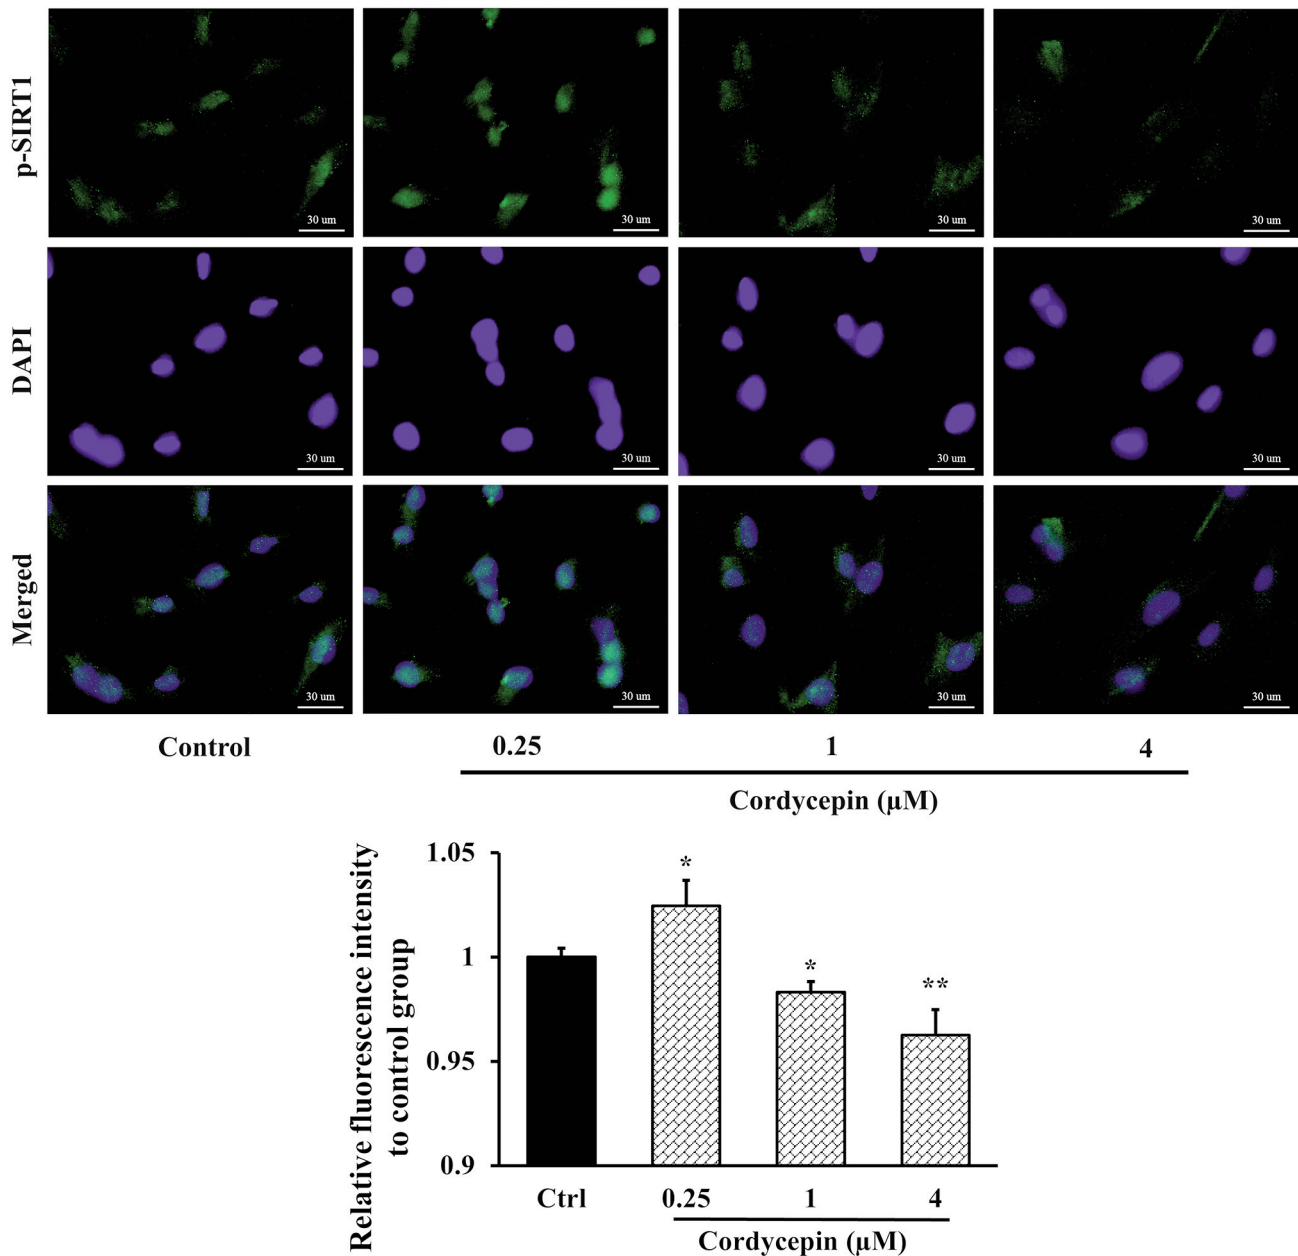 p-SIRT1
30 um
30 um
30 um
30 um
DAPI
30 um
30 um
30 um
30 um
Merged
30 um
30 um
30 um
30 um
Control
0.25
1
4
Cordycepin (μM)
Relative fluorescence intensity
to control group
1.05
1
0.95
0.9
*
*
**
Ctrl
0.25
1
4
Cordycepin (μM)